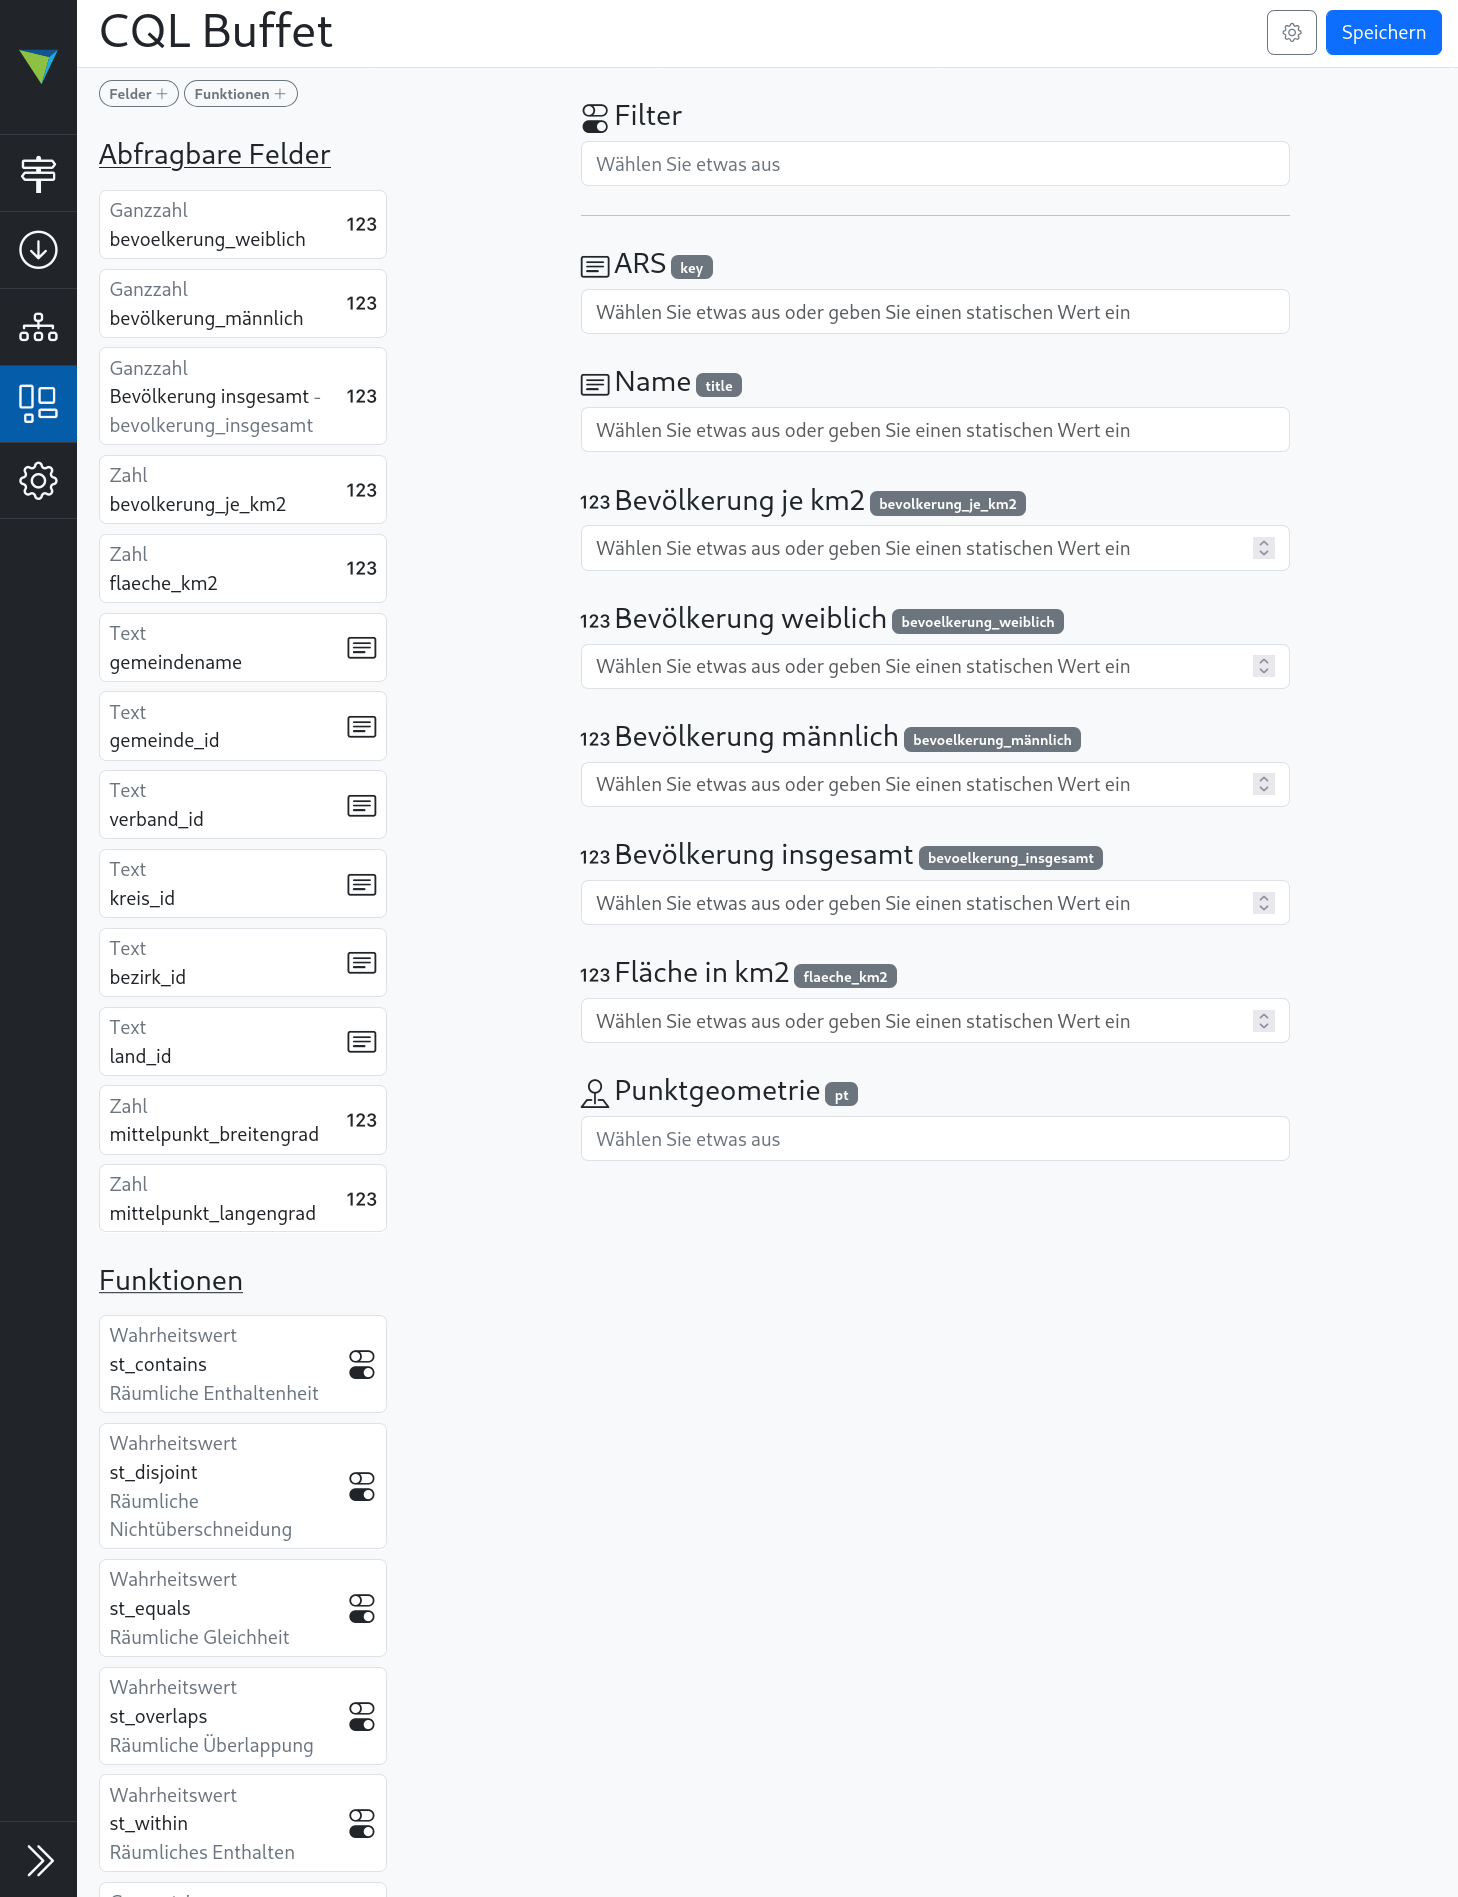 CQL Buffet
Speichern
Felder
Funktionen
Abfragbare Felder
Ganzzahl
bevoelkerung_weiblich
123
Ganzzahl
bevölkerung_männlich
123
Ganzzahl
Bevölkerung insgesamt -
bevolkerung_insgesamt
123
Zahl
bevolkerung_je_km2
123
Zahl
flaeche_km2
123
Text
gemeindename
Text
gemeinde_id
Text
verband_id
Text
kreis_id
Text
bezirk_id
Text
land_id
Zahl
mittelpunkt_breitengrad
123
Zahl
mittelpunkt_langengrad
123
Funktionen
Wahrheitswert
st_contains
Räumliche Enthaltenheit
Wahrheitswert
st_disjoint
Räumliche
Nichtüberschneidung
Wahrheitswert
st_equals
Räumliche Gleichheit
Wahrheitswert
st_overlaps
Räumliche Überlappung
Wahrheitswert
st_within
Räumliches Enthalten
Filter
Wählen Sie etwas aus
ARS key
Wählen Sie etwas aus oder geben Sie einen statischen Wert ein
Name title
Wählen Sie etwas aus oder geben Sie einen statischen Wert ein
123 Bevölkerung je km2 bevolkerung_je_km2
Wählen Sie etwas aus oder geben Sie einen statischen Wert ein
123 Bevölkerung weiblich bevoelkerung_weiblich
Wählen Sie etwas aus oder geben Sie einen statischen Wert ein
123 Bevölkerung männlich bevoelkerung_männlich
Wählen Sie etwas aus oder geben Sie einen statischen Wert ein
123 Bevölkerung insgesamt bevoelkerung_insgesamt
Wählen Sie etwas aus oder geben Sie einen statischen Wert ein
123 Fläche in km2 flaeche_km2
Wählen Sie etwas aus oder geben Sie einen statischen Wert ein
Punktgeometrie pt
Wählen Sie etwas aus